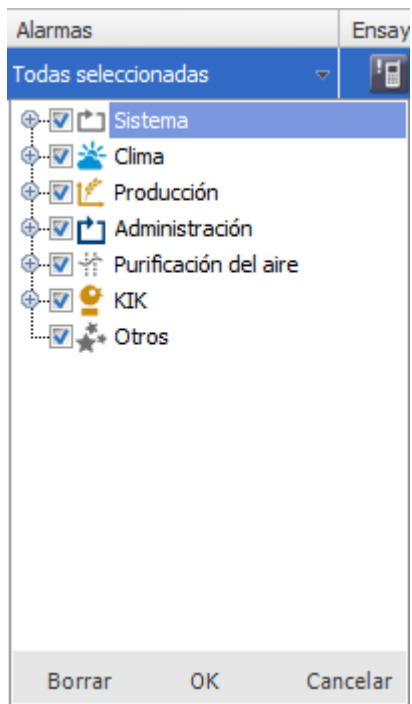 Alarmas Ensay
Todas seleccionadas
Sistema
Clima
Producción
Administración
Purificación del aire
KIK
Otros
Borrar OK Cancelar